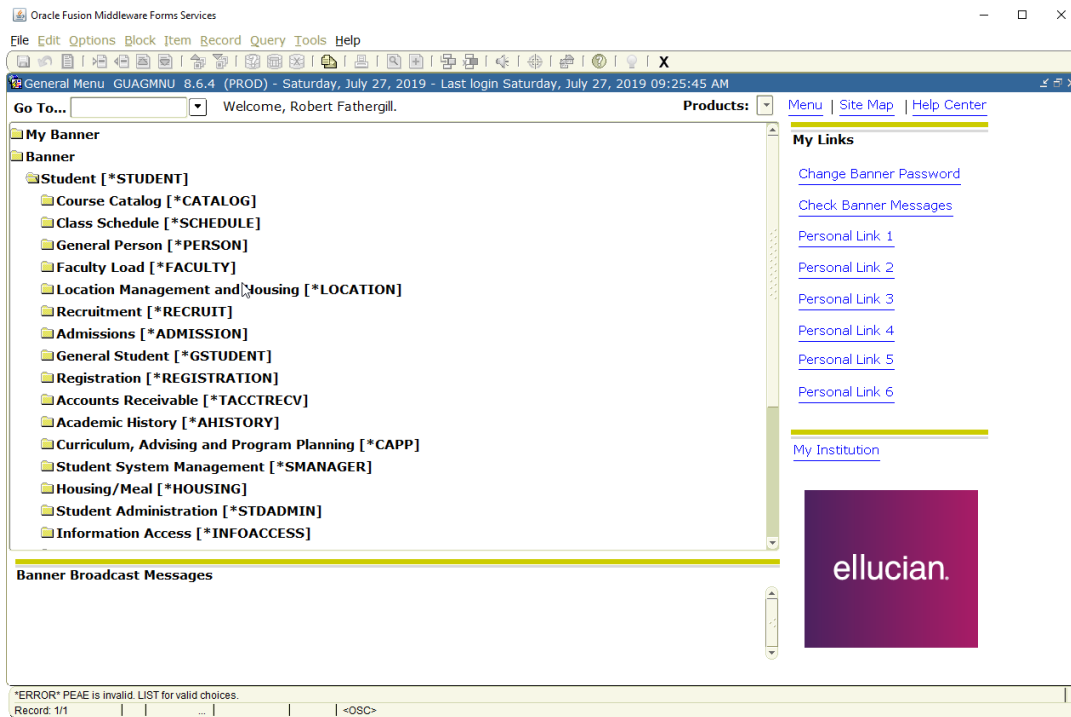 Oracle Fusion Middleware Forms Services
File Edit Options Block Item Record Query Tools Help
X
General Menu GUAGMNU 8.6.4 (PROD) - Saturday, July 27, 2019 - Last login Saturday, July 27, 2019 09:25:45 AM
Go To... Welcome, Robert Fathergill. Products: Menu | Site Map | Help Center
My Banner
Banner
Student [*STUDENT]
Course Catalog [*CATALOG]
Class Schedule [*SCHEDULE]
General Person [*PERSON]
Faculty Load [*FACULTY]
Location Management and Housing [*LOCATION]
Recruitment [*RECRUIT]
Admissions [*ADMISSION]
General Student [*GSTUDENT]
Registration [*REGISTRATION]
Accounts Receivable [*TACCTRECV]
Academic History [*AHISTORY]
Curriculum, Advising and Program Planning [*CAPP]
Student System Management [*SMANAGER]
Housing/Meal [*HOUSING]
Student Administration [*STDADMIN]
Information Access [*INFOACCESS]
My Links
Change Banner Password
Check Banner Messages
Personal Link 1
Personal Link 2
Personal Link 3
Personal Link 4
Personal Link 5
Personal Link 6
My Institution
ellucian.
Banner Broadcast Messages
*ERROR* PEAE is invalid. LIST for valid choices.
Record: 1/1 ... <OSC>